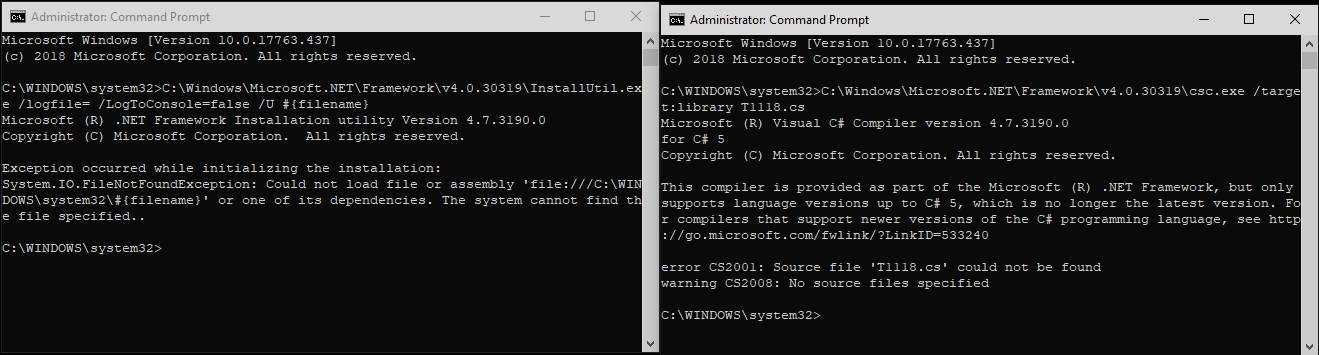 Administrator: Command Prompt
Microsoft Windows [Version 10.0.17763.437]
(c) 2018 Microsoft Corporation. All rights reserved.
C:\WINDOWS\system32>C:\Windows\Microsoft.NET\Framework\v4.0.30319\InstallUtil.ex
e /logfile= /LogToConsole=false /U #{filename}
Microsoft (R) .NET Framework Installation utility Version 4.7.3190.0
Copyright (C) Microsoft Corporation.  All rights reserved.
Exception occurred while initializing the installation:
System.IO.FileNotFoundException: Could not load file or assembly 'file:///C:\WIN
DOWS\system32\#{filename}' or one of its dependencies. The system cannot find th
e file specified..
C:\WINDOWS\system32>
Administrator: Command Prompt
Microsoft Windows [Version 10.0.17763.437]
(c) 2018 Microsoft Corporation. All rights reserved.
C:\WINDOWS\system32>C:\Windows\Microsoft.NET\Framework\v4.0.30319\csc.exe /targe
t:library T1118.cs
Microsoft (R) Visual C# Compiler version 4.7.3190.0
for C# 5
Copyright (C) Microsoft Corporation. All rights reserved.
This compiler is provided as part of the Microsoft (R) .NET Framework, but only
supports language versions up to C# 5, which is no longer the latest version. Fo
r compilers that support newer versions of the C# programming language, see http
://go.microsoft.com/fwlink/?LinkID=533240
error CS2001: Source file 'T1118.cs' could not be found
warning CS2008: No source files specified
C:\WINDOWS\system32>